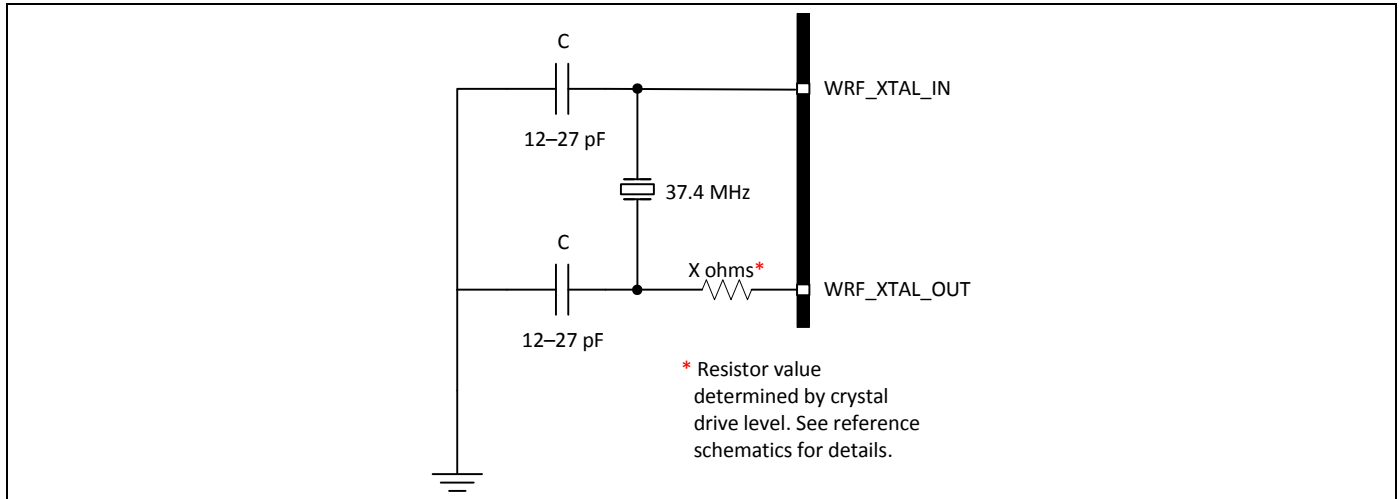 C
WRF_XTAL_IN
12–27 pF
37.4 MHz
C
X ohms*
WRF_XTAL_OUT
12–27 pF
* Resistor value
determined by crystal
drive level. See reference
schematics for details.